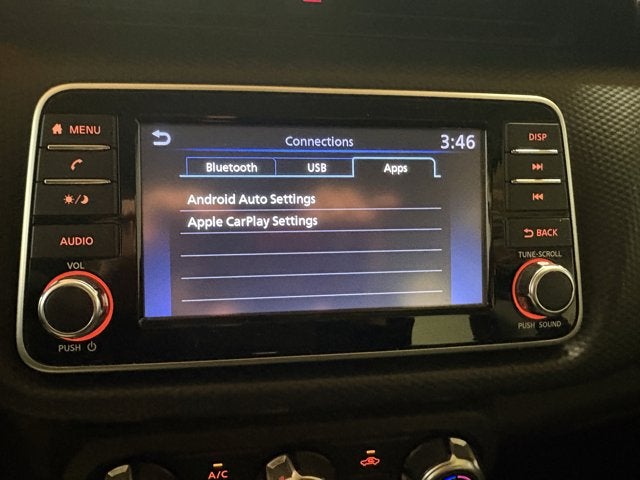 MENU
DISP
Connections 3:46
Bluetooth USB Apps
Android Auto Settings
Apple CarPlay Settings
AUDIO
BACK
VOL
TUNE·SCROLL
PUSH
PUSH SOUND
A/C